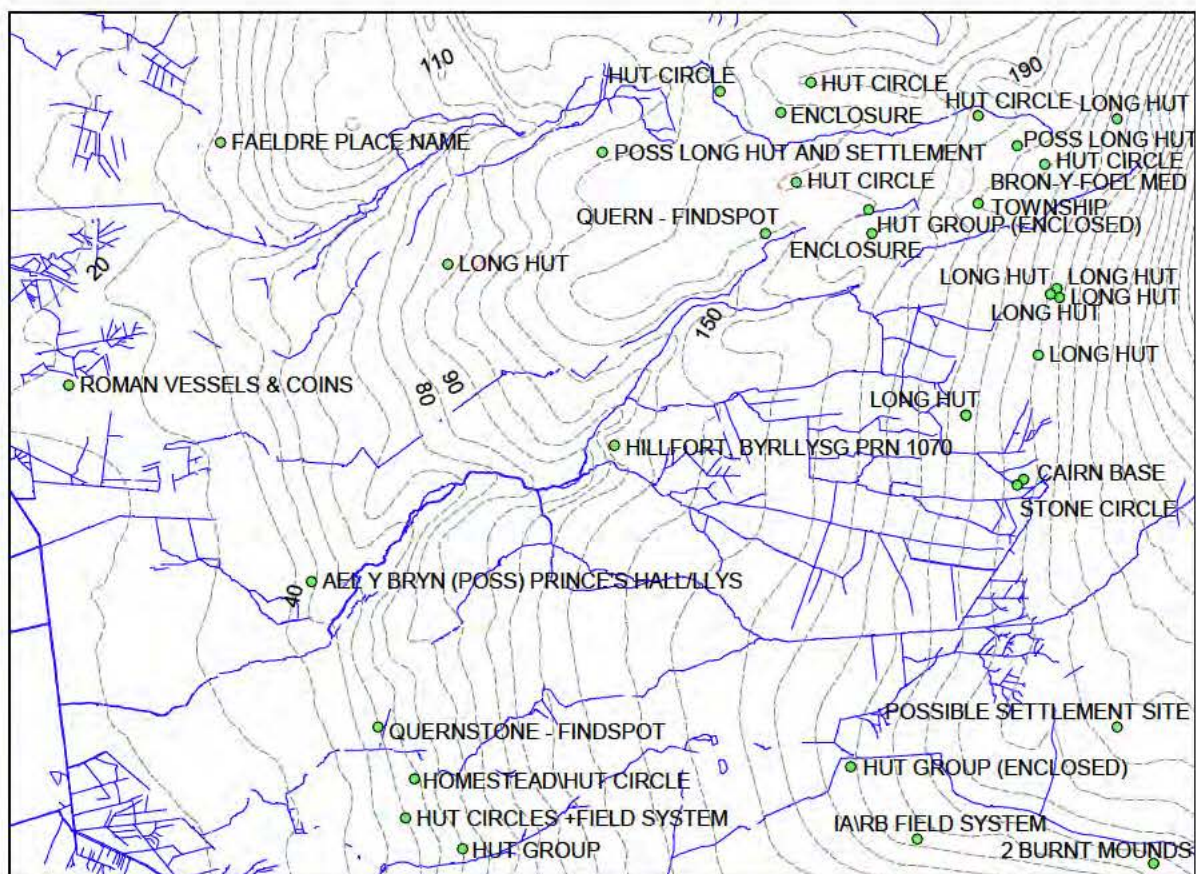 110
190
HUT CIRCLE
HUT CIRCLE
HUT CIRCLE
LONG HUT
ENCLOSURE
FAELDRE PLACE NAME
POSS LONG HUT AND SETTLEMENT
POSS LONG HUT
HUT CIRCLE
HUT CIRCLE
BRON-Y-FOEL MED
TOWNSHIP
QUERN - FINDSPOT
HUT GROUP (ENCLOSED)
ENCLOSURE
20
LONG HUT
LONG HUT
LONG HUT
LONG HUT
LONG HUT
150
LONG HUT
80
90
ROMAN VESSELS & COINS
LONG HUT
HILLFORT, BYRLLYSG PRN 1070
CAIRN BASE
STONE CIRCLE
40
AEL Y BRYN (POSS) PRINCE'S HALL/LLYS
POSSIBLE SETTLEMENT SITE
QUERNSTONE - FINDSPOT
HUT GROUP (ENCLOSED)
HOMESTEAD\HUT CIRCLE
HUT CIRCLES +FIELD SYSTEM
IA\RB FIELD SYSTEM
HUT GROUP
2 BURNT MOUNDS